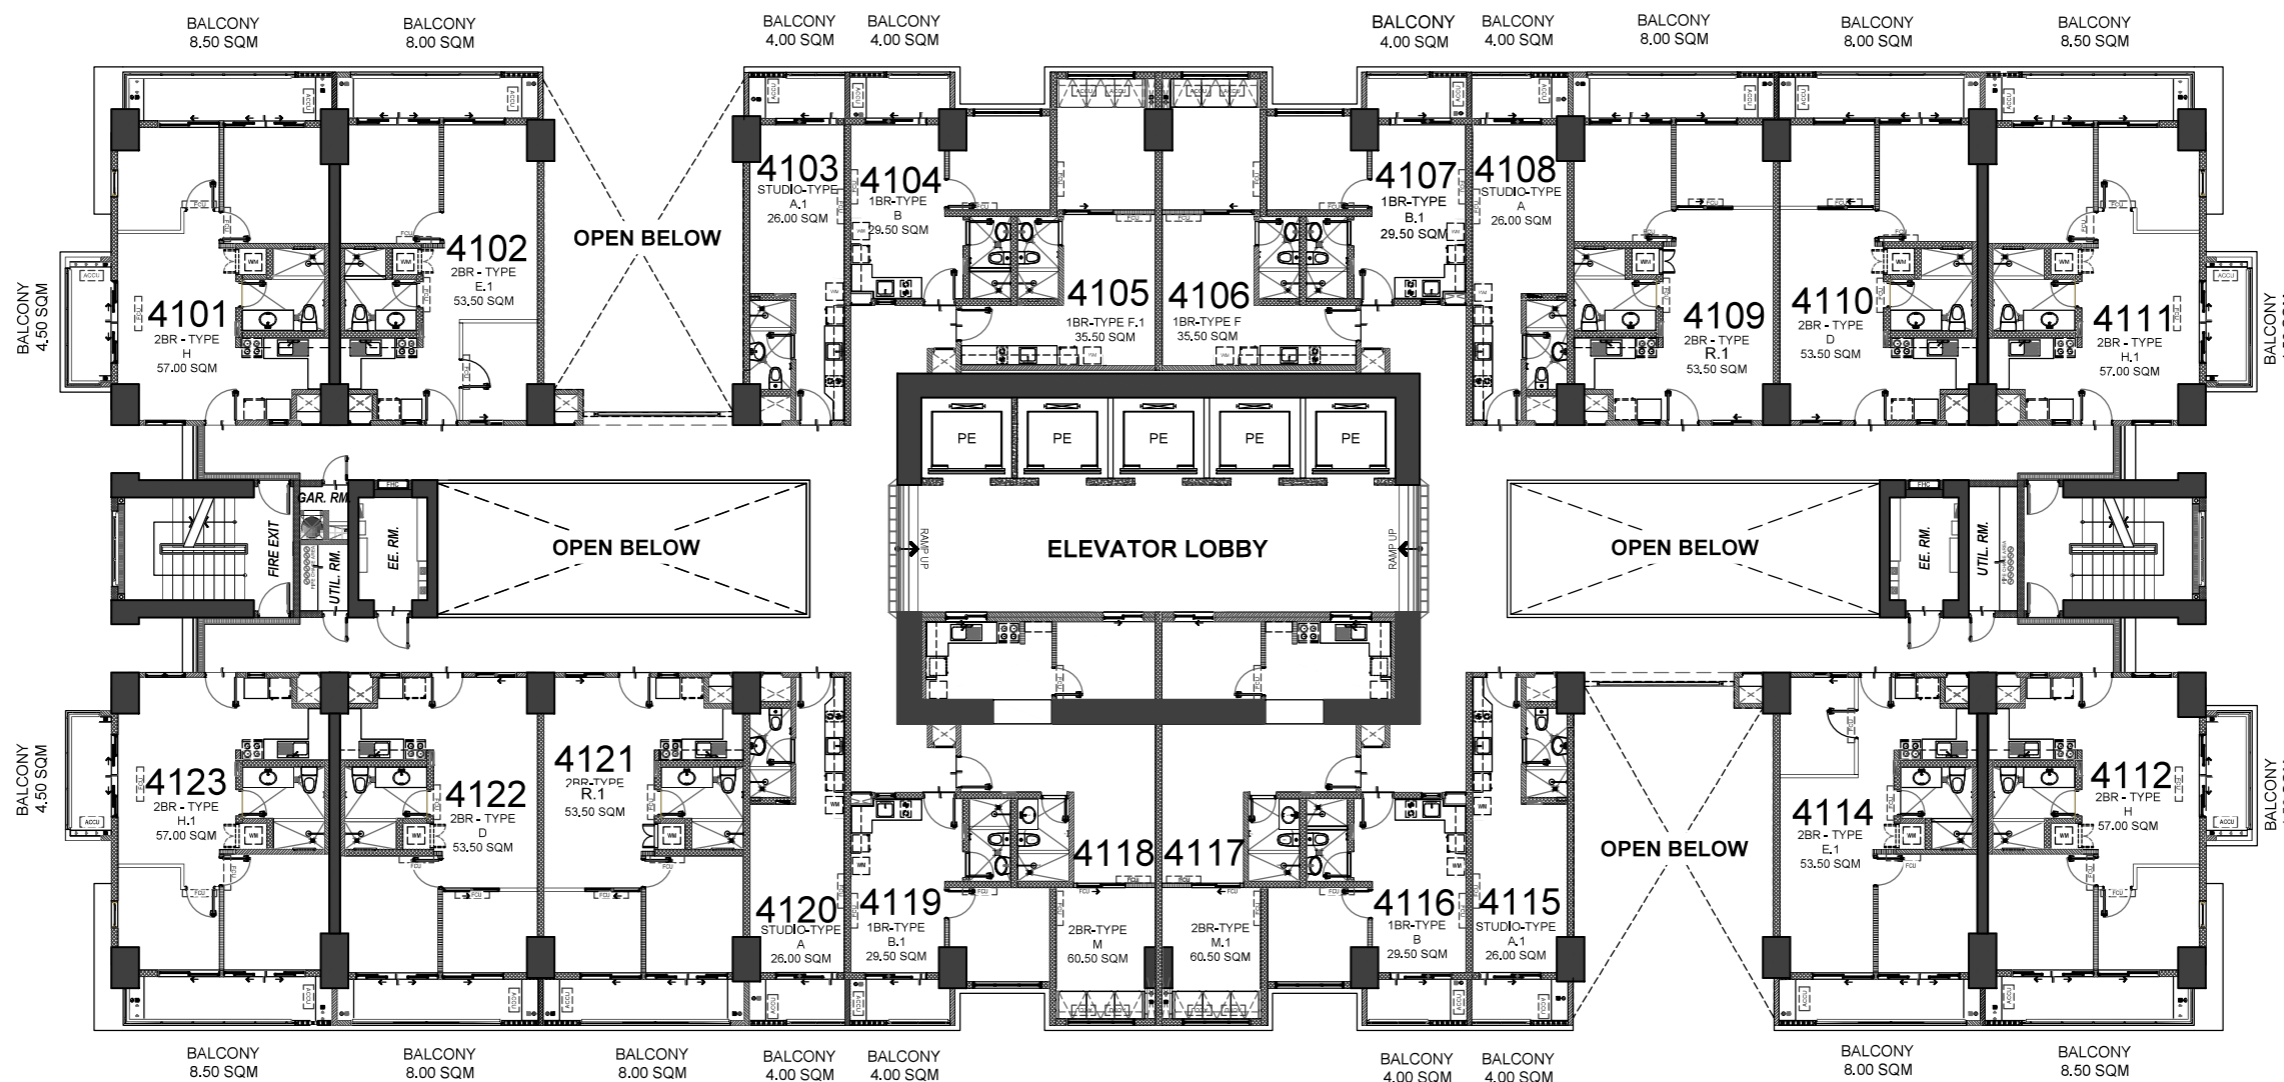 BALCONY
8.50 SQM
BALCONY
8.00 SQM
BALCONY
4.00 SQM
BALCONY
4.00 SQM
BALCONY
4.00 SQM
BALCONY
4.00 SQM
BALCONY
8.00 SQM
BALCONY
8.00 SQM
BALCONY
8.50 SQM
4101
2BR - TYPE
H
57.00 SQM
4102
2BR - TYPE
E.1
53.50 SQM
OPEN BELOW
4103
STUDIO-TYPE
A.1
26.00 SQM
4104
1BR-TYPE
B
29.50 SQM
4105
1BR-TYPE F.1
35.50 SQM
4106
1BR-TYPE F
35.50 SQM
4107
1BR-TYPE
B.1
29.50 SQM
4108
STUDIO-TYPE
A
26.00 SQM
4109
2BR - TYPE
R.1
53.50 SQM
4110
2BR - TYPE
D
53.50 SQM
4111
2BR - TYPE
H.1
57.00 SQM
BALCONY
4.50 SQM
BALCONY
PE
PE
PE
PE
PE
FIRE EXIT
GAR. RM.
UTIL. RM.
FHC
EE. RM.
OPEN BELOW
RAMP UP
ELEVATOR LOBBY
RAMP UP
OPEN BELOW
FHC
EE. RM.
UTIL. RM.
BALCONY
4.50 SQM
4123
2BR - TYPE
H.1
57.00 SQM
4122
2BR - TYPE
D
53.50 SQM
4121
2BR-TYPE
R.1
53.50 SQM
4120
STUDIO-TYPE
A
26.00 SQM
4119
1BR-TYPE
B.1
29.50 SQM
4118
2BR-TYPE
M
60.50 SQM
4117
2BR-TYPE
M.1
60.50 SQM
4116
1BR-TYPE
B
29.50 SQM
4115
STUDIO-TYPE
A.1
26.00 SQM
OPEN BELOW
4114
2BR - TYPE
E.1
53.50 SQM
4112
2BR - TYPE
H
57.00 SQM
BALCONY
BALCONY
8.50 SQM
BALCONY
8.00 SQM
BALCONY
8.00 SQM
BALCONY
4.00 SQM
BALCONY
4.00 SQM
BALCONY
4.00 SQM
BALCONY
4.00 SQM
BALCONY
8.00 SQM
BALCONY
8.50 SQM